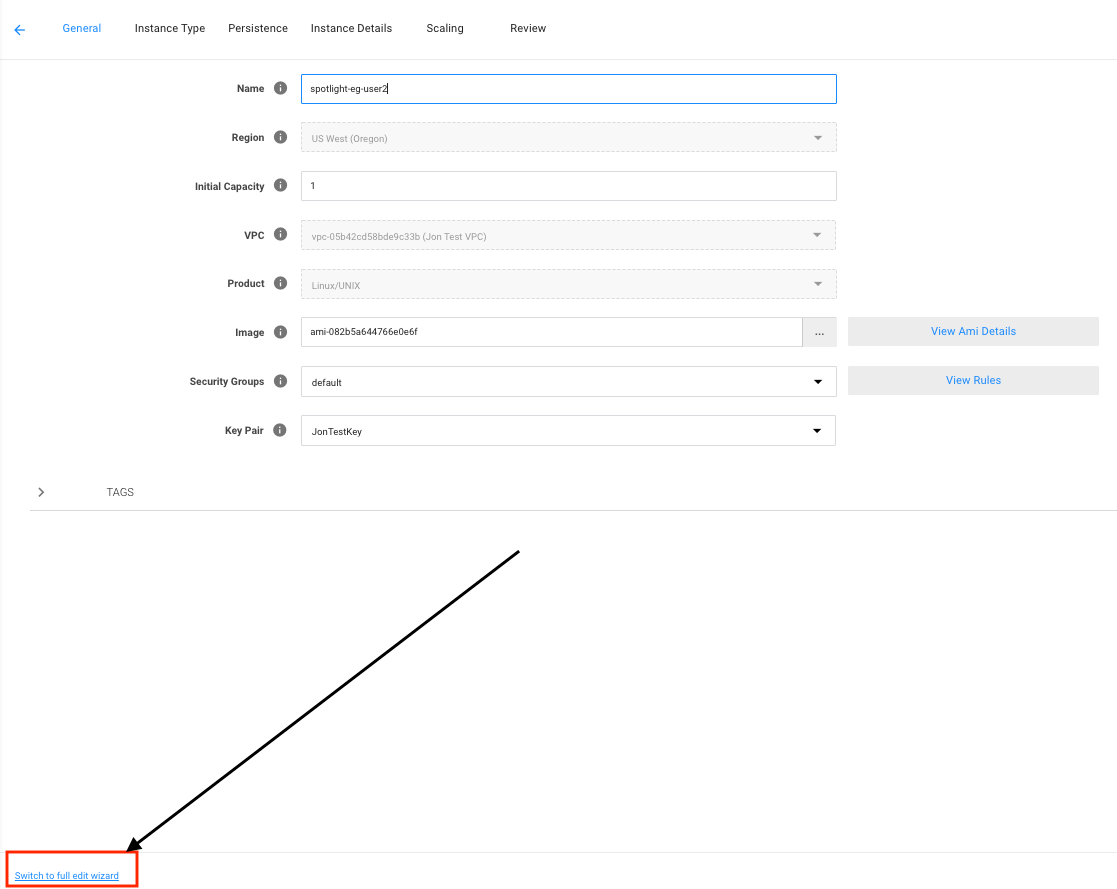 General Instance Type Persistence Instance Details Scaling Review
Name spotlight-eg-user2
Region US West (Oregon)
Initial Capacity 1
VPC vpc-05b42cd58bde9c33b (Jon Test VPC)
Product Linux/UNIX
Image ami-082b5a644766e0e6f ... View Ami Details
Security Groups default View Rules
Key Pair JonTestKey
TAGS
Switch to full edit wizard